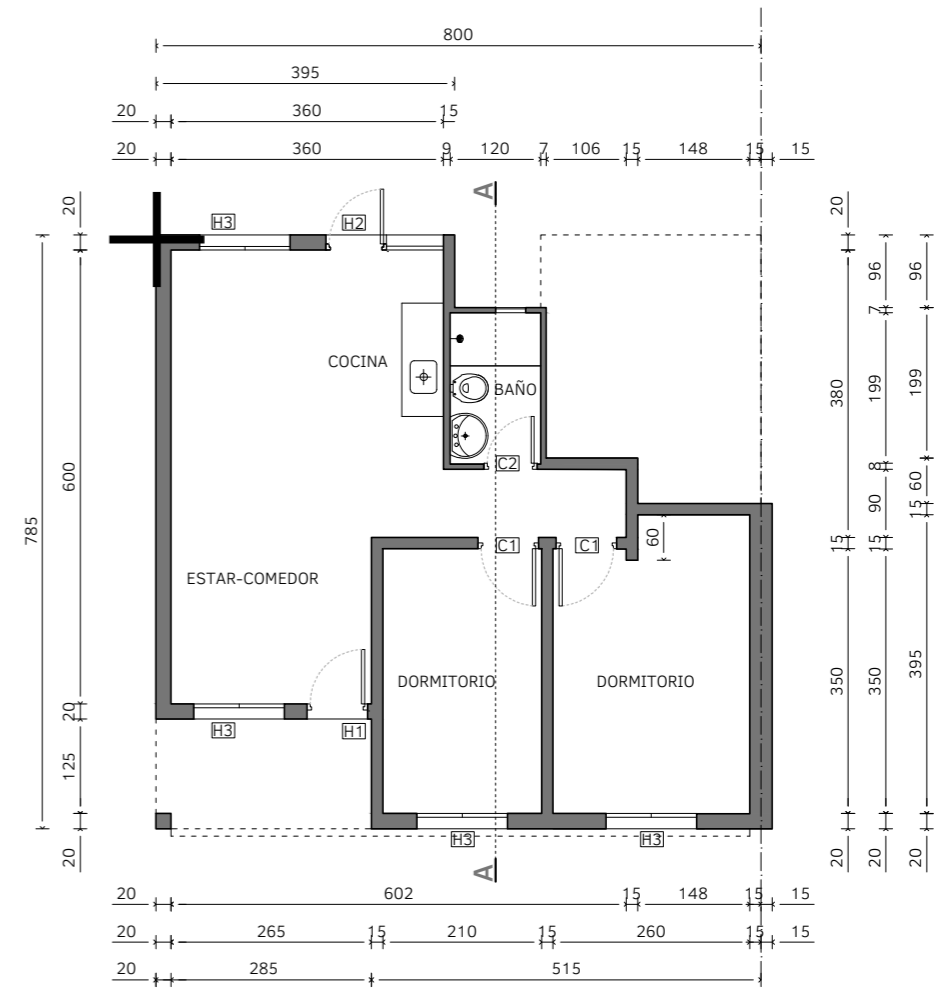 800
395
20 360 15
20 360 9 120 7 106 15 148 15 15
A
H3 H2
COCINA
BAÑO
C2
C1 C1
60
ESTAR-COMEDOR
DORMITORIO DORMITORIO
H3 H1
H3 H3
A
785
20
600
20
125
20
20
380
15
350
20
96
7
199
8
90
15
350
20
96
199
60
15
395
20
20 602 15 148 15 15
20 265 15 210 15 260 15 15
20 285 515